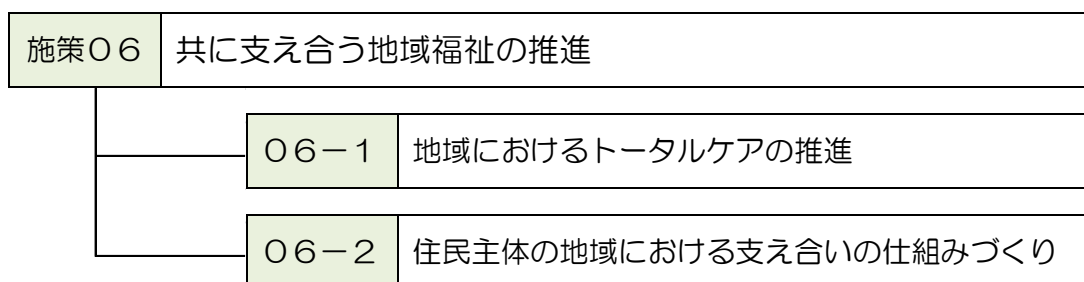 施策０６ 共に支え合う地域福祉の推進
０６－１ 地域におけるトータルケアの推進
０６－２ 住民主体の地域における支え合いの仕組みづくり